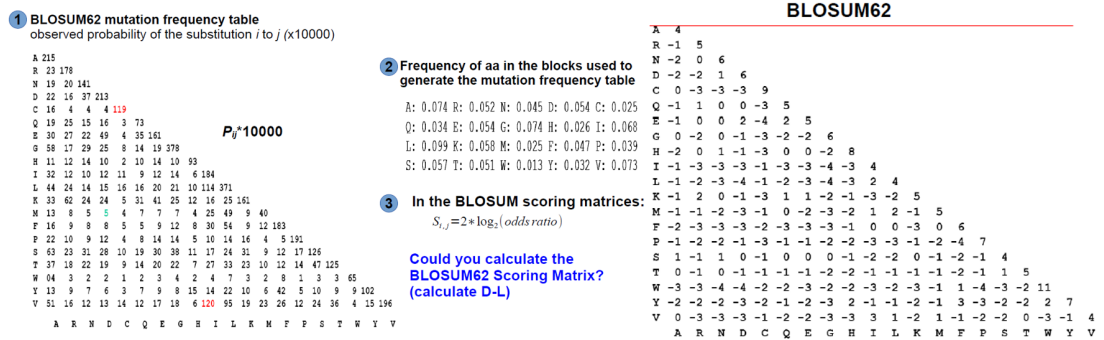 1 BLOSUM62 mutation frequency table
observed probability of the substitution i to j (x10000)
A 215
R 23 178
N 19 20 141
D 22 16 37 213
C 16 4 4 4 119
Q 19 25 15 16 3 73
E 30 27 22 49 4 35 161
G 58 17 29 25 8 14 19 378
H 11 12 14 10 2 10 14 10 93
I 32 12 10 12 11 9 12 14 6 184
L 44 24 14 15 16 16 20 21 10 114 371
K 33 62 24 24 5 31 41 25 12 16 25 161
M 13 8 5 5 4 7 7 7 4 25 49 9 40
F 16 9 8 8 5 5 9 12 8 30 54 9 12 183
P 22 10 9 12 4 8 14 14 5 10 14 16 4 5 191
S 63 23 31 28 10 19 30 38 11 17 24 31 9 12 17 126
T 37 18 22 19 9 14 20 22 7 27 33 23 10 12 14 47 125
W 04 3 2 2 1 2 3 4 2 4 7 3 2 8 1 3 3 65
Y 13 9 7 6 3 7 9 8 15 14 22 10 6 42 5 10 9 9 102
V 51 16 12 13 14 12 17 18 6 120 95 19 23 26 12 24 36 4 15 196
A R N D C Q E G H I L K M F P S T W Y V
Pij*10000
2 Frequency of aa in the blocks used to
generate the mutation frequency table
A: 0.074 R: 0.052 N: 0.045 D: 0.054 C: 0.025
Q: 0.034 E: 0.054 G: 0.074 H: 0.026 I: 0.068
L: 0.099 K: 0.058 M: 0.025 F: 0.047 P: 0.039
S: 0.057 T: 0.051 W: 0.013 Y: 0.032 V: 0.073
3 In the BLOSUM scoring matrices:
Si,j=2*log2(odds ratio)
Could you calculate the
BLOSUM62 Scoring Matrix?
(calculate D-L)
BLOSUM62
A 4
R -1 5
N -2 0 6
D -2 -2 1 6
C 0 -3 -3 -3 9
Q -1 1 0 0 -3 5
E -1 0 0 2 -4 2 5
G 0 -2 0 -1 -3 -2 -2 6
H -2 0 1 -1 -3 0 0 -2 8
I -1 -3 -3 -3 -1 -3 -3 -4 -3 4
L -1 -2 -3 -4 -1 -2 -3 -4 -3 2 4
K -1 2 0 -1 -3 1 1 -2 -1 -3 -2 5
M -1 -1 -2 -3 -1 0 -2 -3 -2 1 2 -1 5
F -2 -3 -3 -3 -2 -3 -3 -3 -1 0 0 -3 0 6
P -1 -2 -2 -1 -3 -1 -1 -2 -2 -3 -3 -1 -2 -4 7
S 1 -1 1 0 -1 0 0 0 -1 -2 -2 0 -1 -2 -1 4
T 0 -1 0 -1 -1 -1 -1 -2 -2 -1 -1 -1 -1 -2 -1 1 5
W -3 -3 -4 -4 -2 -2 -3 -2 -2 -3 -2 -3 -1 1 -4 -3 -2 11
Y -2 -2 -2 -3 -2 -1 -2 -3 2 -1 -1 -2 -1 3 -3 -2 -2 2 7
V 0 -3 -3 -3 -1 -2 -2 -3 -3 3 1 -2 1 -1 -2 -2 0 -3 -1 4
A R N D C Q E G H I L K M F P S T W Y V